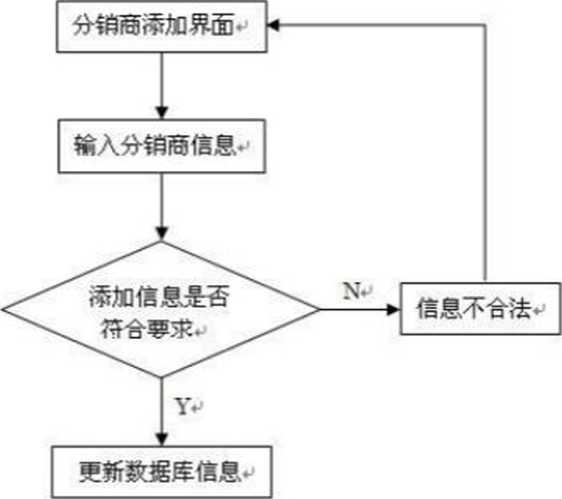 分销商添加界面
输入分销商信息
添加信息是否
符合要求
N
信息不合法
Y
更新数据库信息